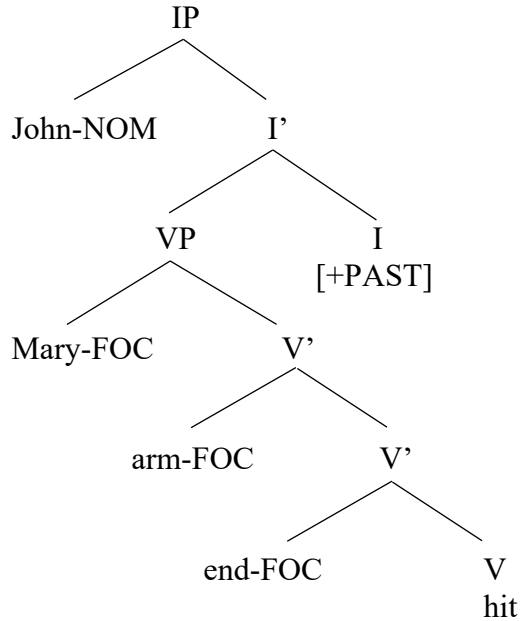 IP
John-NOM I’
VP I
[+PAST]
Mary-FOC V’
arm-FOC V’
end-FOC V
hit